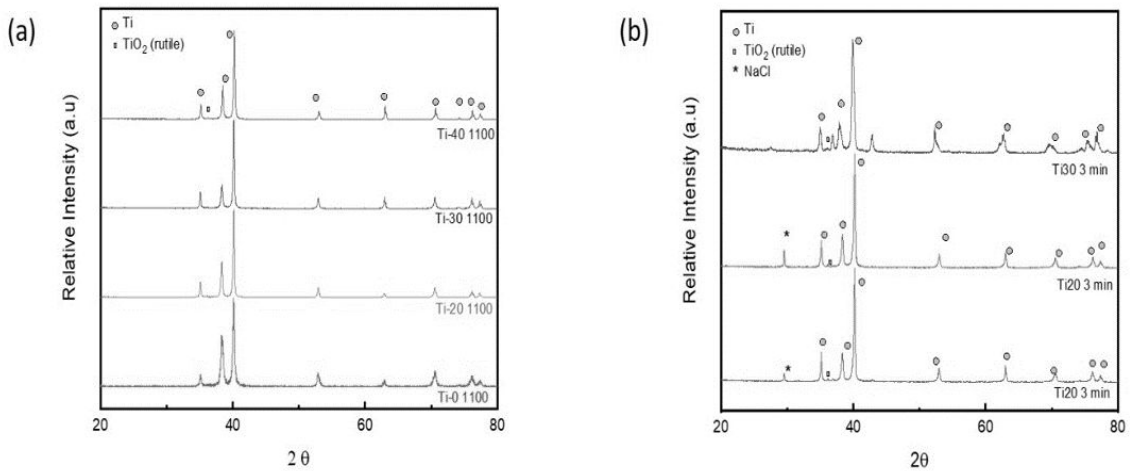 (a)
Ti
TiO2 (rutile)
Relative Intensity (a.u)
Ti-40 1100
Ti-30 1100
Ti-20 1100
Ti-0 1100
20 40 60 80
2 θ
(b)
Ti
TiO2 (rutile)
* NaCl
Relative Intensity (a.u)
Ti30 3 min
*
Ti20 3 min
*
Ti20 3 min
20 40 60 80
2θ